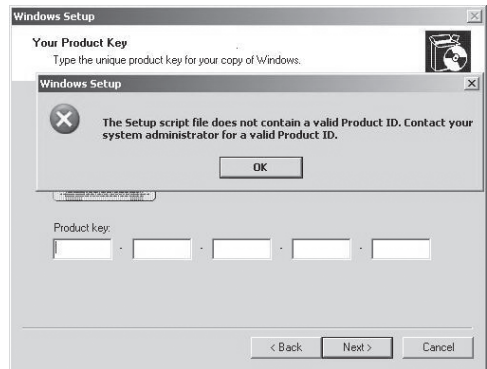 Windows Setup
Your Product Key
Type the unique product key for your copy of Windows.
Windows Setup
The Setup script file does not contain a valid Product ID. Contact your
system administrator for a valid Product ID.
OK
Product key:
- - - -
< Back Next > Cancel